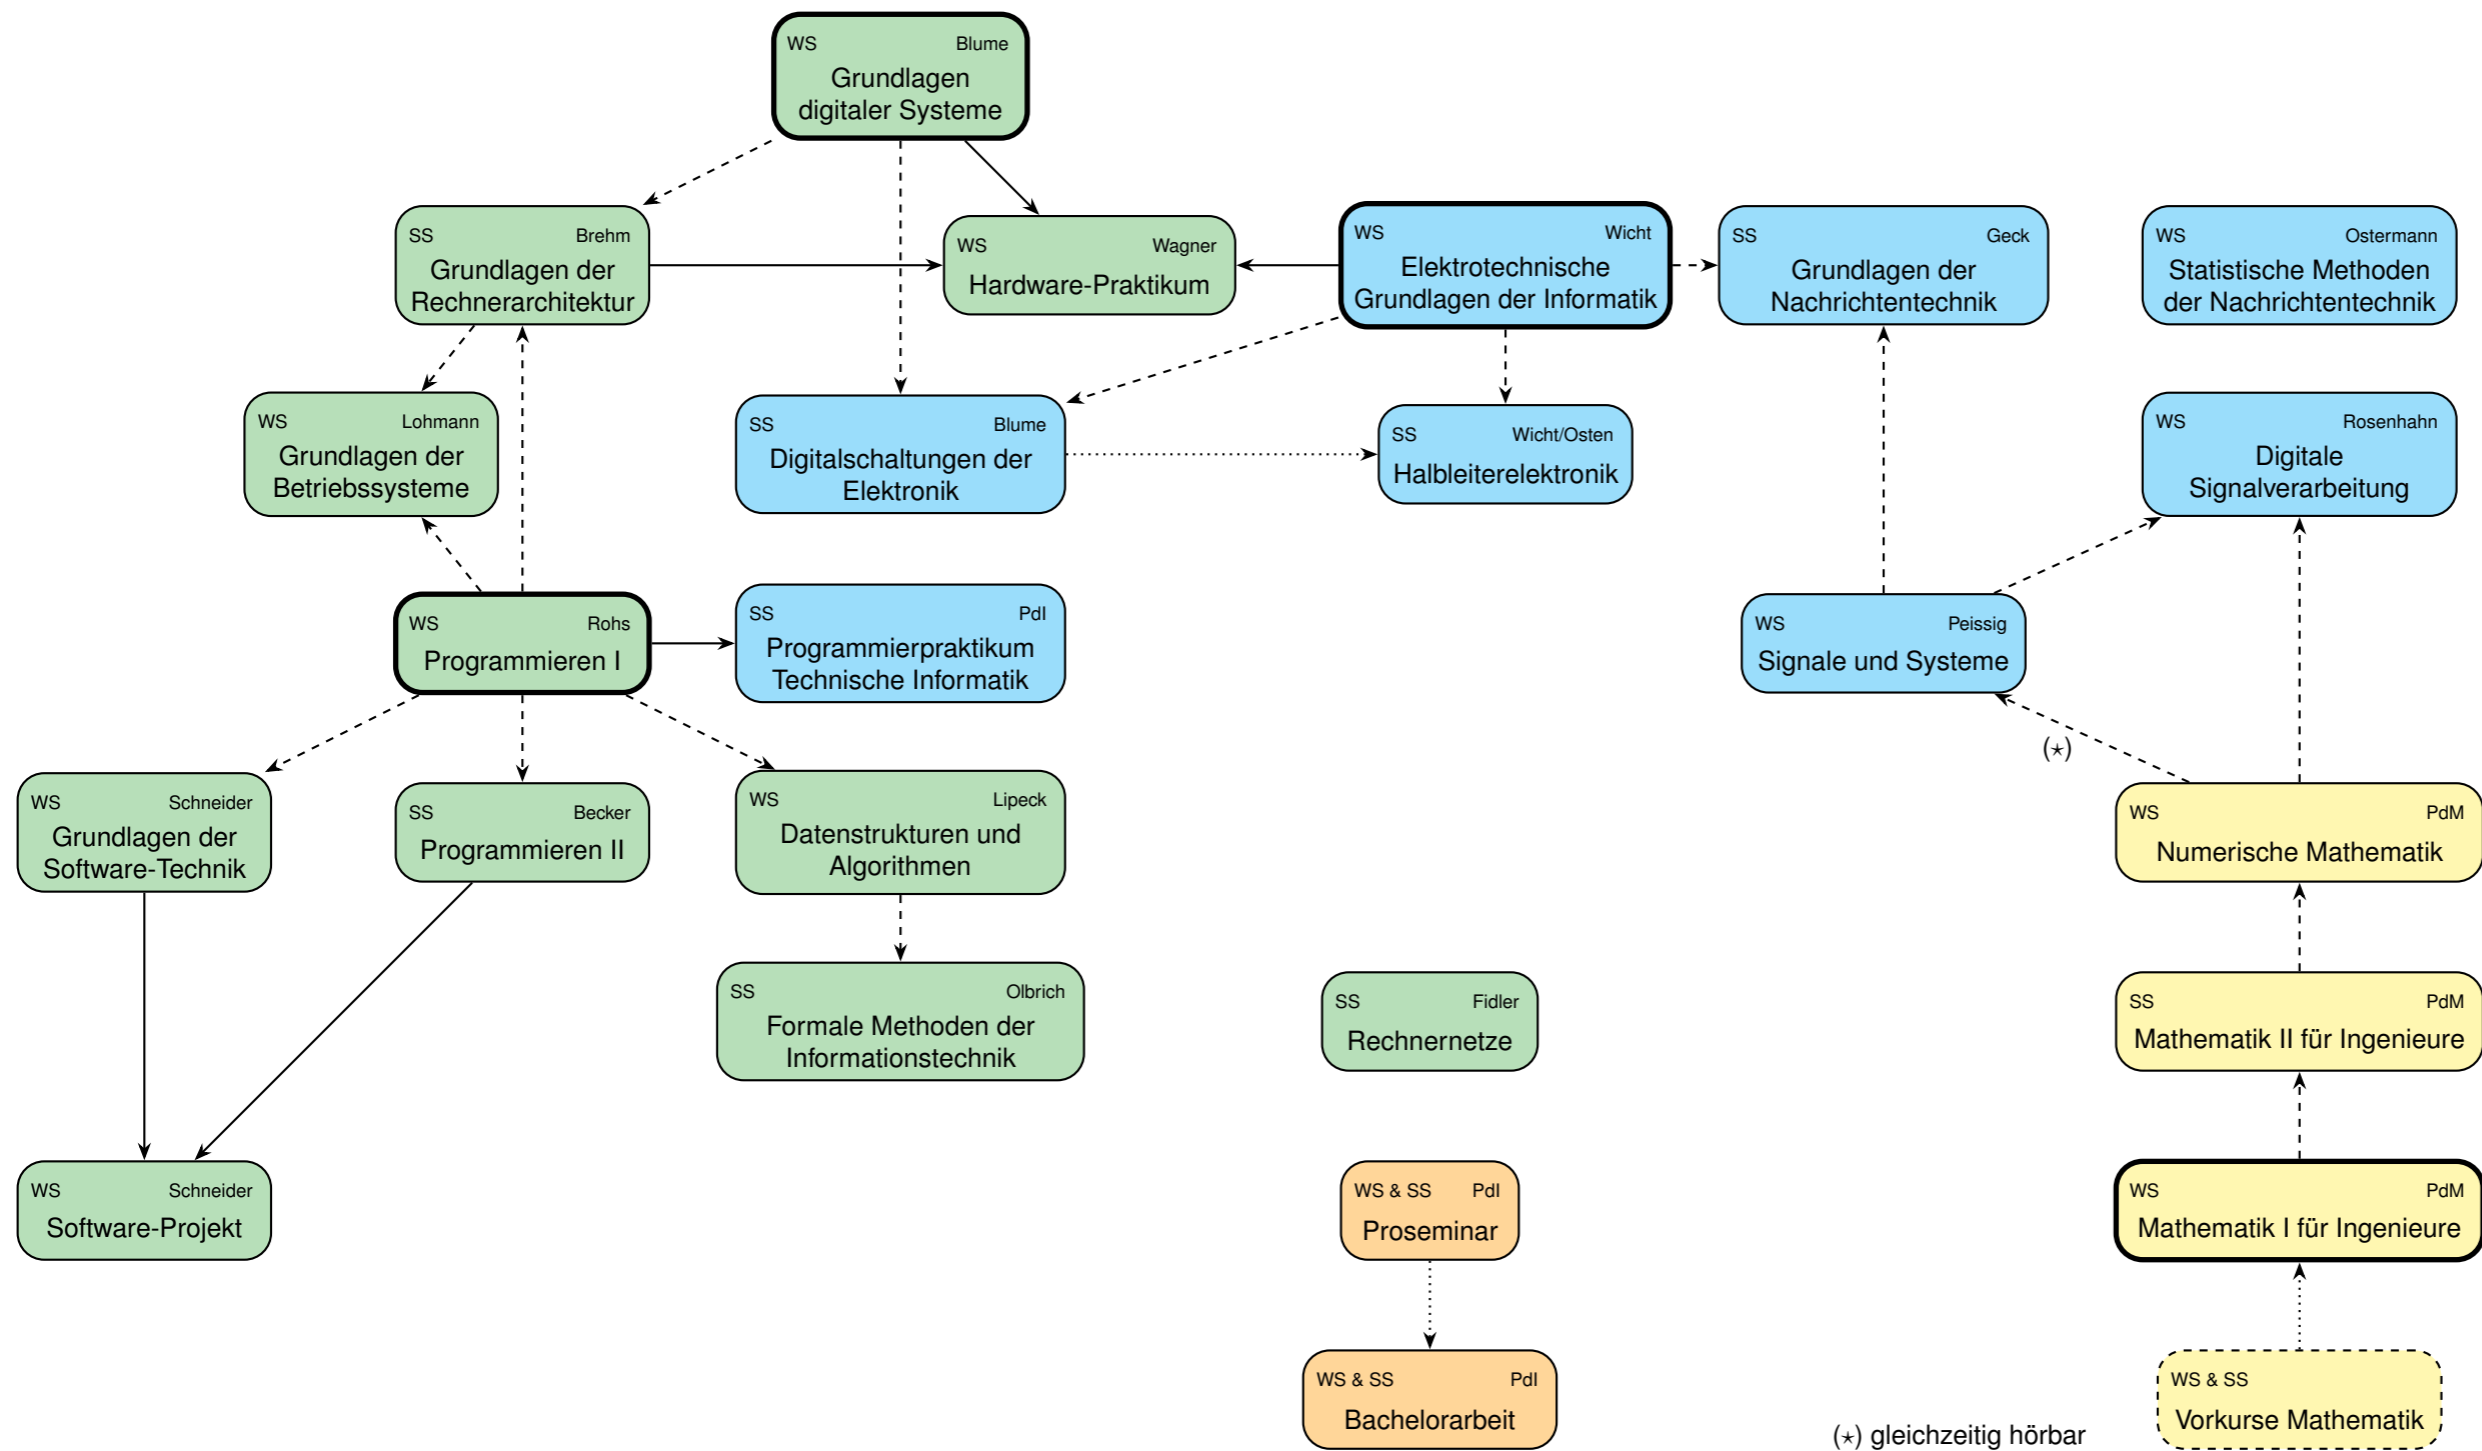 WS Blume
Grundlagen
digitaler Systeme
SS Brehm
Grundlagen der
Rechnerarchitektur
WS Wagner
Hardware-Praktikum
WS Wicht
Elektrotechnische
Grundlagen der Informatik
SS Geck
Grundlagen der
Nachrichtentechnik
WS Ostermann
Statistische Methoden
der Nachrichtentechnik
WS Lohmann
Grundlagen der
Betriebssysteme
SS Blume
Digitalschaltungen der
Elektronik
SS Wicht/Osten
Halbleiterelektronik
WS Rosenhahn
Digitale
Signalverarbeitung
WS Rohs
Programmieren I
SS PdI
Programmierpraktikum
Technische Informatik
WS Peissig
Signale und Systeme
(⋆)
WS Schneider
Grundlagen der
Software-Technik
SS Becker
Programmieren II
WS Lipeck
Datenstrukturen und
Algorithmen
WS PdM
Numerische Mathematik
SS Olbrich
Formale Methoden der
Informationstechnik
SS Fidler
Rechnernetze
SS PdM
Mathematik II für Ingenieure
WS Schneider
Software-Projekt
WS & SS PdI
Proseminar
WS PdM
Mathematik I für Ingenieure
WS & SS PdI
Bachelorarbeit
WS & SS
Vorkurse Mathematik
(⋆) gleichzeitig hörbar